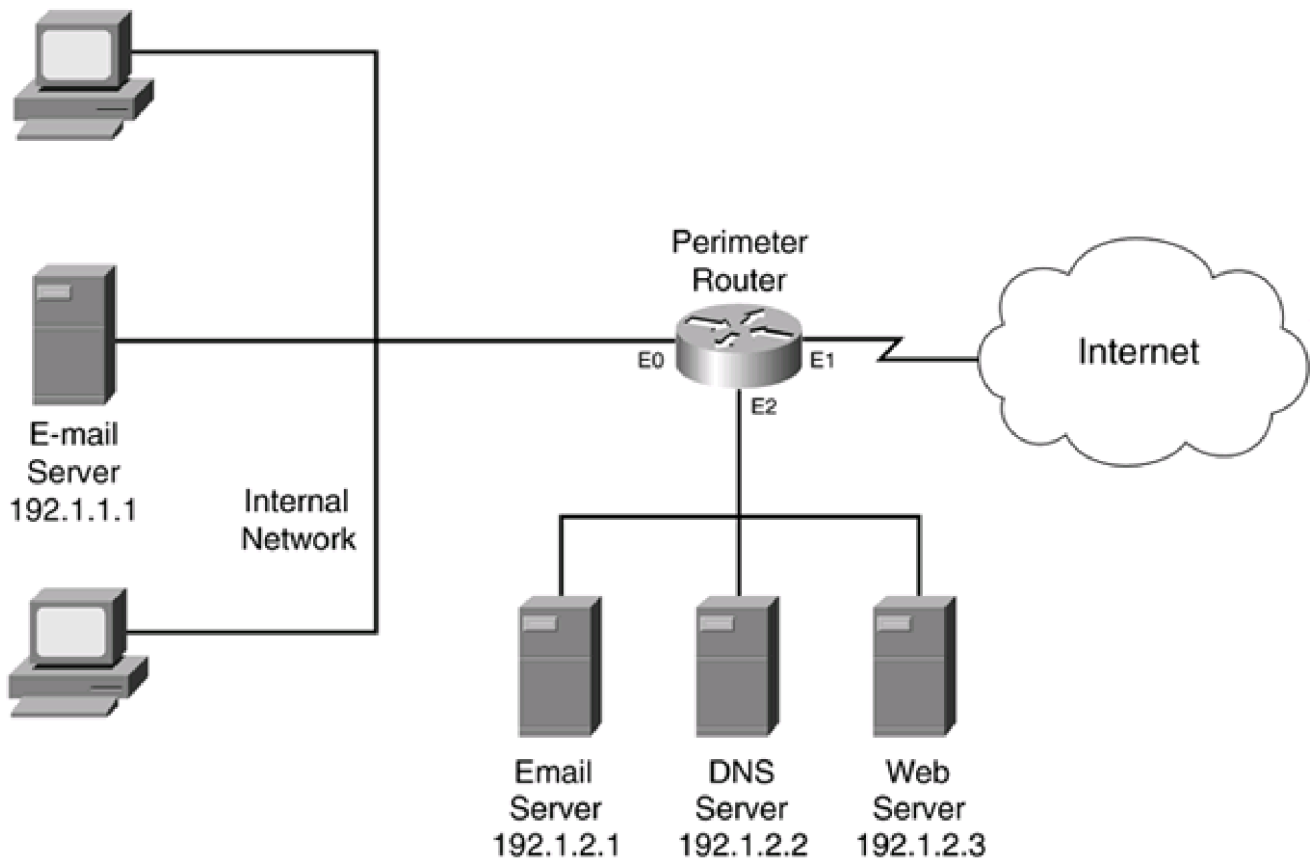 Perimeter
Router
E0
E1
E2
Internet
E-mail
Server
192.1.1.1
Internal
Network
Email
Server
192.1.2.1
DNS
Server
192.1.2.2
Web
Server
192.1.2.3